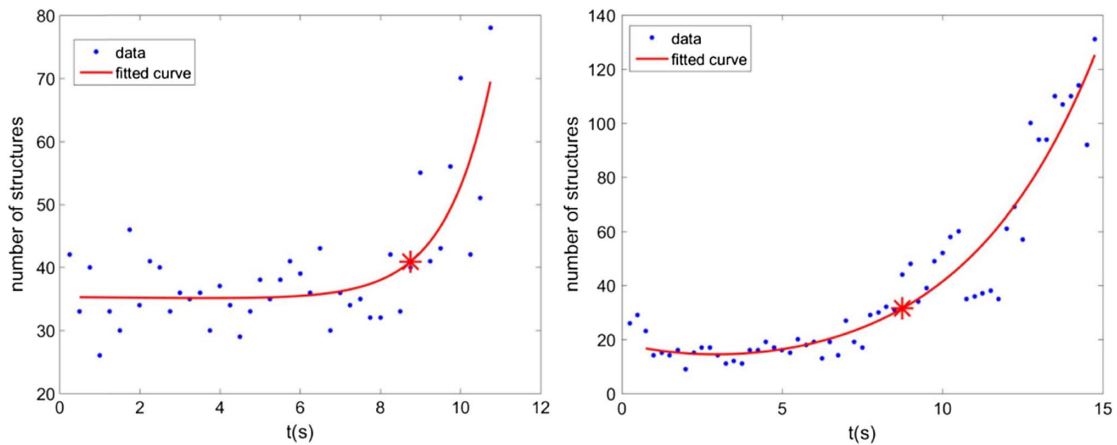 80
70
60
50
40
30
20
number of structures
data
fitted curve
0 2 4 6 8 10 12
t(s)
140
120
100
80
60
40
20
0
number of structures
data
fitted curve
0 5 10 15
t(s)